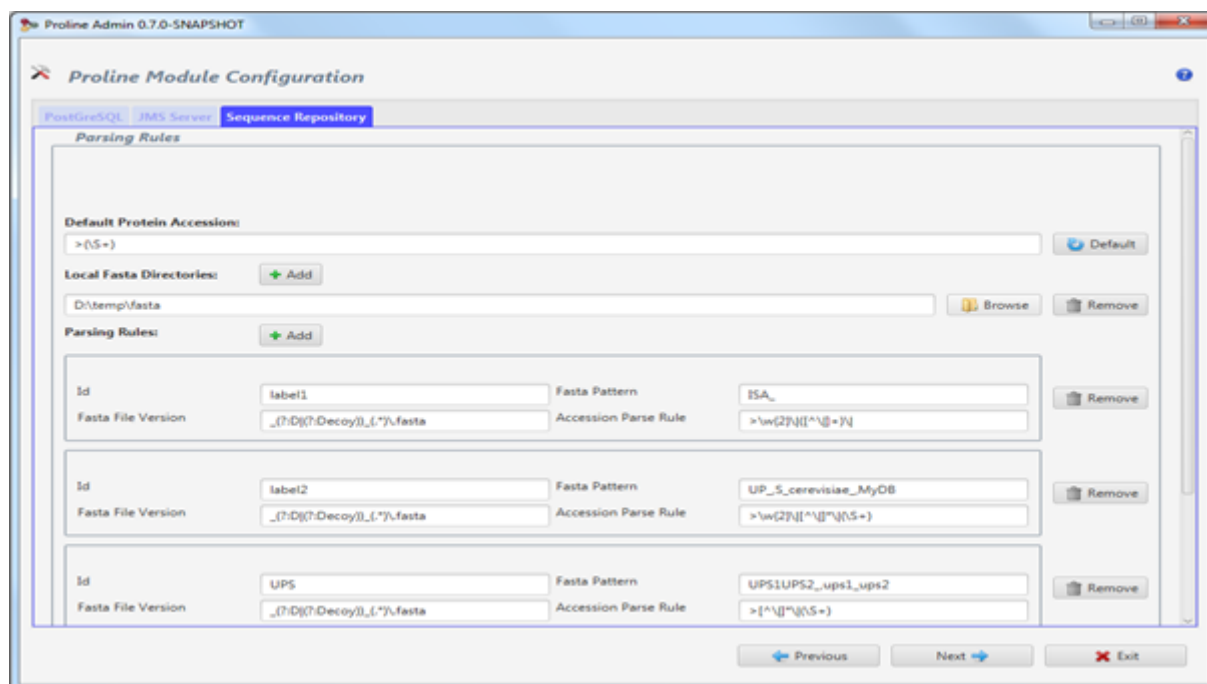 Proline Admin 0.7.0-SNAPSHOT
Proline Module Configuration
PostGreSQL JMS Server Sequence Repository
Parsing Rules
Default Protein Accession:
>(\S+) Default
Local Fasta Directories: Add
D:\temp\fasta Browse Remove
Parsing Rules: Add
Id label1 Fasta Pattern ISA_
Remove
Fasta File Version _(?:D|(?:Decoy))_(.*)\.fasta Accession Parse Rule >\w{2}\|([^\|]+)\|
Id label2 Fasta Pattern UP_S_cerevisiae_MyDB
Remove
Fasta File Version _(?:D|(?:Decoy))_(.*)\.fasta Accession Parse Rule >\w{2}\|[^\|]*\|(\S+)
Id UPS Fasta Pattern UPS1UPS2_,ups1_ups2
Remove
Fasta File Version _(?:D|(?:Decoy))_(.*)\.fasta Accession Parse Rule >[^\|]*\|(\S+)
Previous Next Exit